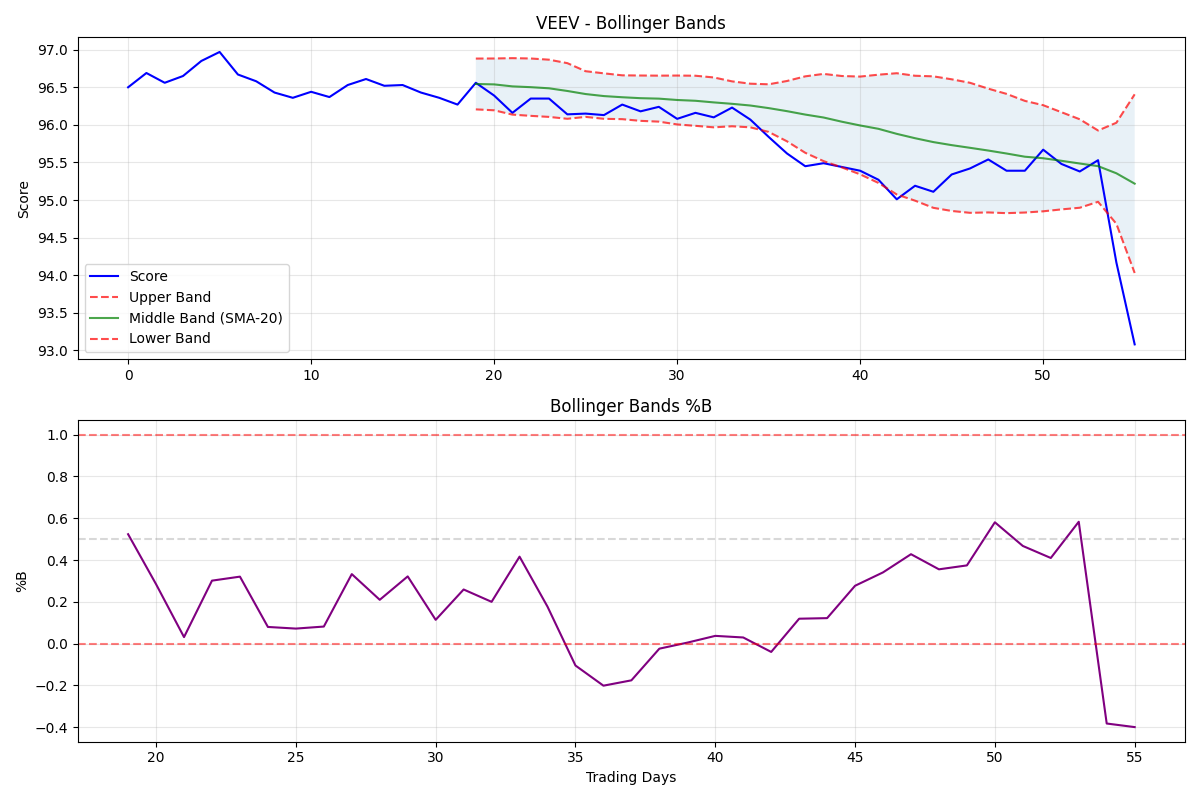 VEEV - Bollinger Bands
97.0
96.5
96.0
95.5
95.0
94.5
94.0
93.5
93.0
Score
Score
Upper Band
Middle Band (SMA-20)
Lower Band
0 10 20 30 40 50
Bollinger Bands %B
1.0
0.8
0.6
0.4
0.2
0.0
−0.2
−0.4
%B
20 25 30 35 40 45 50 55
Trading Days